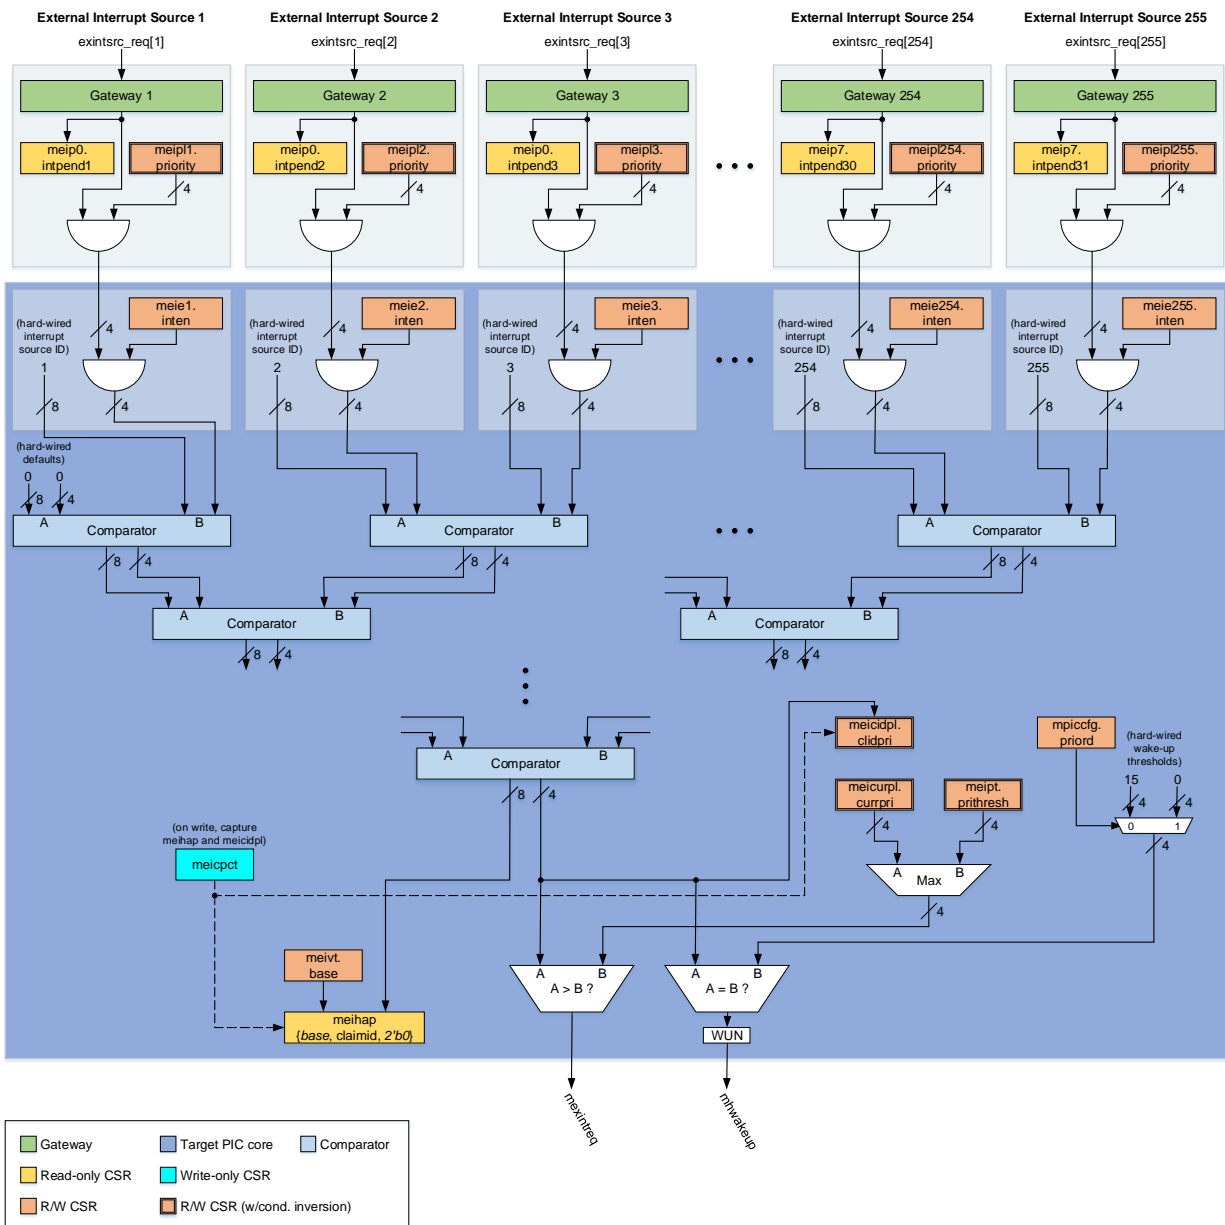 External Interrupt Source 1
External Interrupt Source 2
External Interrupt Source 3
External Interrupt Source 254
External Interrupt Source 255
exintsrc_req[1]
exintsrc_req[2]
exintsrc_req[3]
exintsrc_req[254]
exintsrc_req[255]
Gateway 1
Gateway 2
Gateway 3
Gateway 254
Gateway 255
meip0.
intpend1
meipl1.
priority
meip0.
intpend2
meipl2.
priority
meip0.
intpend3
meipl3.
priority
meip7.
intpend30
meipl254.
priority
meip7.
intpend31
meipl255.
priority
4
4
4
4
4
(hard-wired
interrupt
source ID)
1
8
4
meie1.
inten
4
(hard-wired
interrupt
source ID)
2
8
4
meie2.
inten
4
(hard-wired
interrupt
source ID)
3
8
4
meie3.
inten
4
(hard-wired
interrupt
source ID)
254
8
4
meie254.
inten
4
(hard-wired
interrupt
source ID)
255
8
4
meie255.
inten
4
(hard-wired
defaults)
0 0
8 4
A B
Comparator
8 4
A B
Comparator
8 4
A B
Comparator
8 4
A B
Comparator
8 4
A B
Comparator
8 4
A B
Comparator
8 4
meicidpl.
clidpri
mpiccfg.
priord
(hard-wired
wake-up
thresholds)
15 0
4 4
0 1
4
meicurpl.
currpri
4
meipt.
prithresh
4
A B
Max
4
(on write, capture
meihap and meicidpl)
meicpct
meivt.
base
meihap
{base, claimid, 2'b0}
A B
A > B ?
A B
A = B ?
WUN
mexintreq
mhwakeup
Gateway
Target PIC core
Comparator
Read-only CSR
Write-only CSR
R/W CSR
R/W CSR (w/cond. inversion)